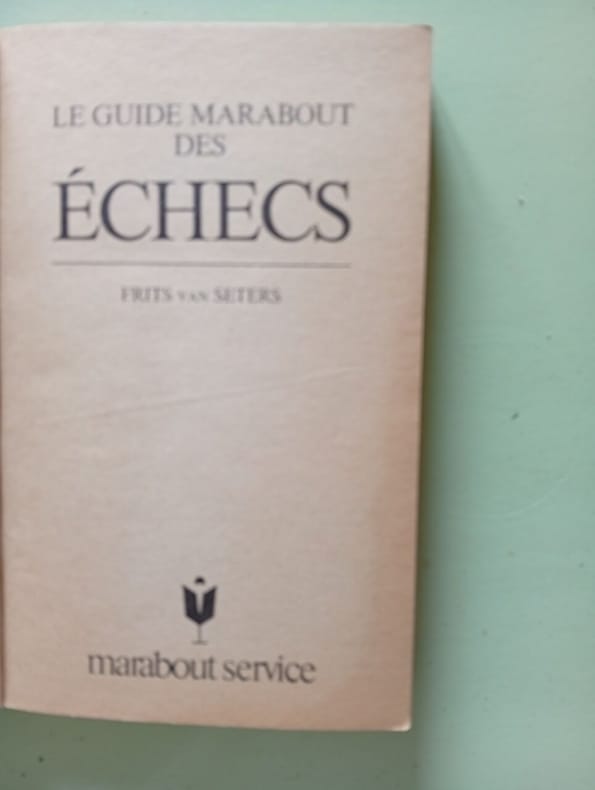 LE GUIDE MARABOUT
DES
ÉCHECS
FRITS VAN SETERS
marabout service